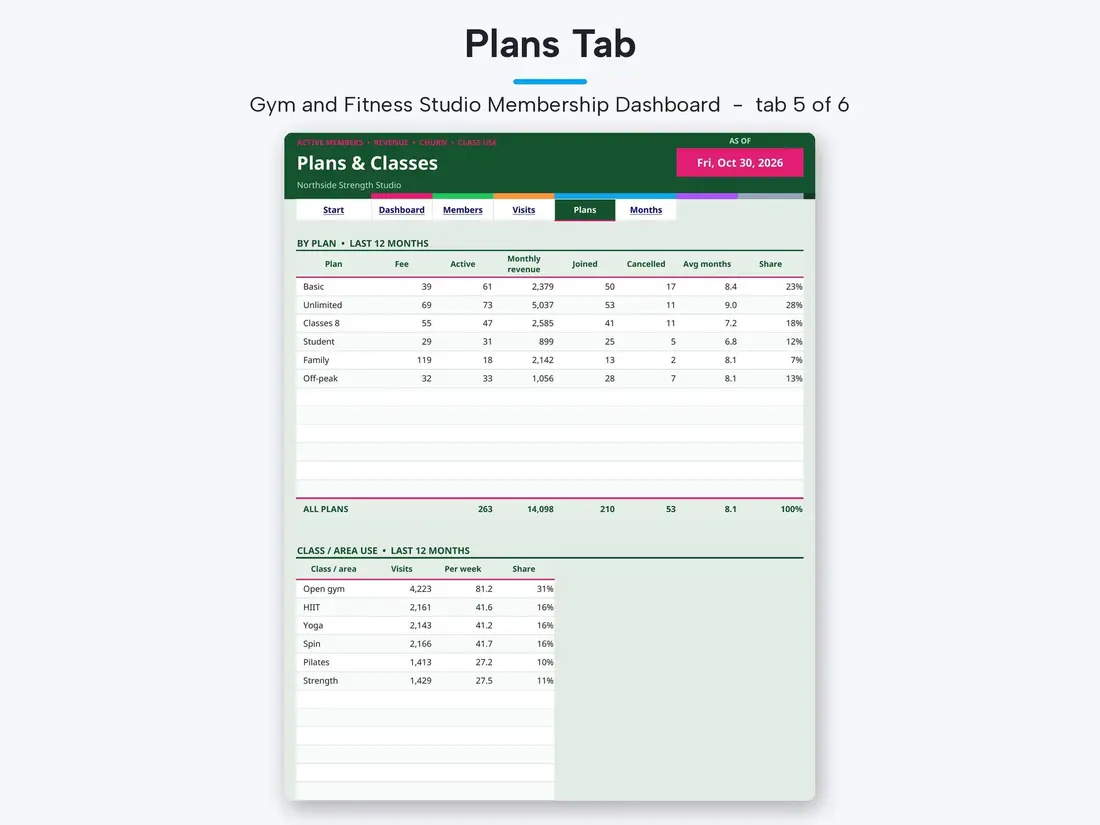 Plans Tab
Gym and Fitness Studio Membership Dashboard - tab 5 of 6
ACTIVE MEMBERS • REVENUE • CHURN • CLASS USE
AS OF
Plans & Classes
Fri, Oct 30, 2026
Northside Strength Studio
Start Dashboard Members Visits Plans Months
BY PLAN • LAST 12 MONTHS
Plan Fee Active Monthly revenue Joined Cancelled Avg months Share
Basic 39 61 2,379 50 17 8.4 23%
Unlimited 69 73 5,037 53 11 9.0 28%
Classes 8 55 47 2,585 41 11 7.2 18%
Student 29 31 899 25 5 6.8 12%
Family 119 18 2,142 13 2 8.1 7%
Off-peak 32 33 1,056 28 7 8.1 13%
ALL PLANS 263 14,098 210 53 8.1 100%
CLASS / AREA USE • LAST 12 MONTHS
Class / area Visits Per week Share
Open gym 4,223 81.2 31%
HIIT 2,161 41.6 16%
Yoga 2,143 41.2 16%
Spin 2,166 41.7 16%
Pilates 1,413 27.2 10%
Strength 1,429 27.5 11%